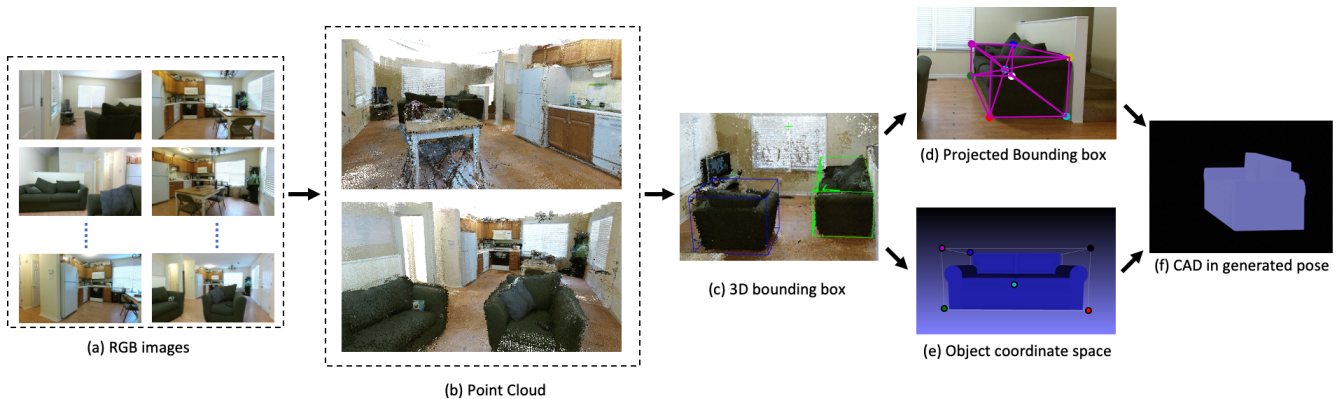 (a) RGB images
(b) Point Cloud
(c) 3D bounding box
(d) Projected Bounding box
(e) Object coordinate space
(f) CAD in generated pose